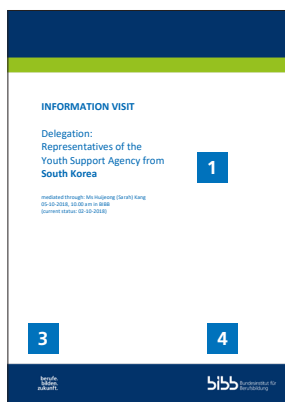 INFORMATION VISIT
Delegation:
Representatives of the
Youth Support Agency from
South Korea
1
mediated through: Ms Huijeong (Sarah) Kang
05-10-2018, 10.00 am in BIBB
(current status: 02-10-2018)
3
4
berufe.
bilden.
zukunft.
bibb Bundesinstitut für
Berufsbildung